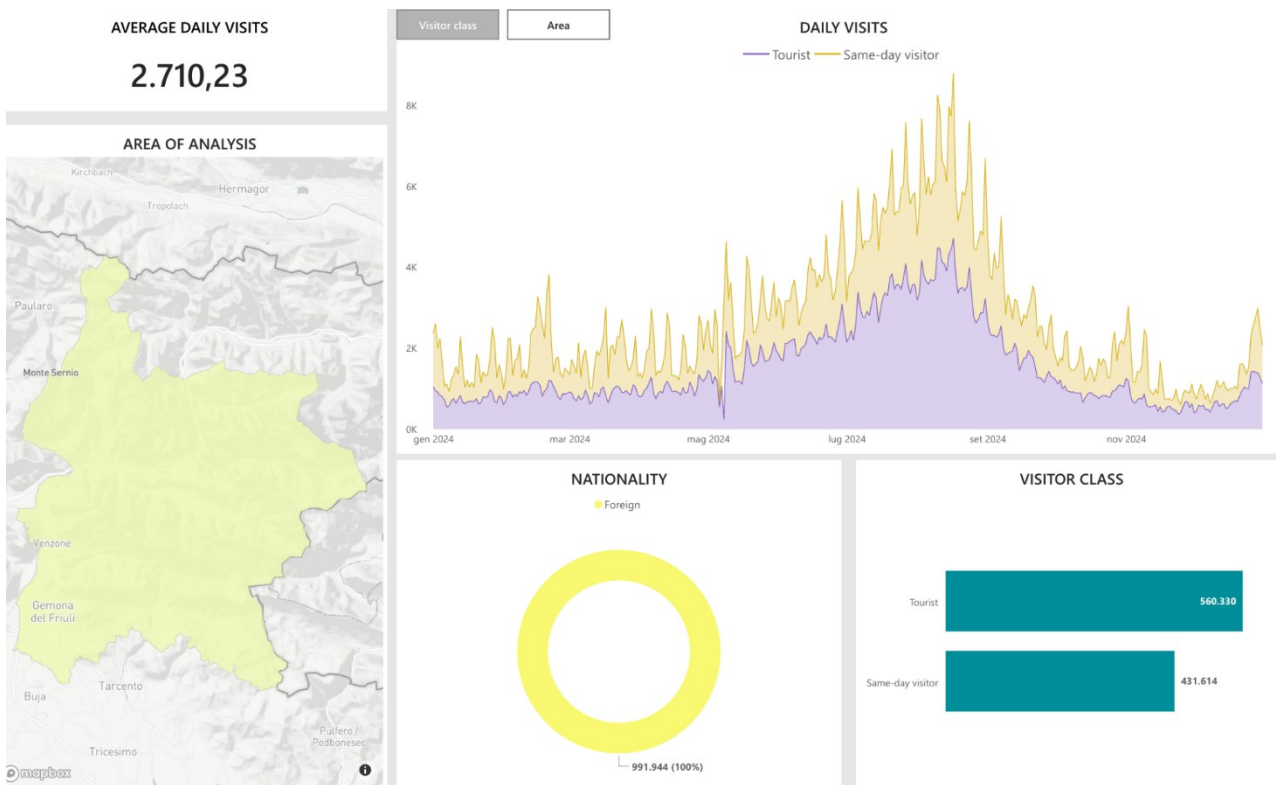 AVERAGE DAILY VISITS
2.710,23
AREA OF ANALYSIS
Kirchbach
Hermagor
Tropolach
Paularo
Monte Sernio
Venzone
Gemona
del Friuli
Buja
Tarcento
Tricesimo
Pulfero /
Podbonesec
mapbox
Visitor class
Area
DAILY VISITS
Tourist
Same-day visitor
8K
6K
4K
2K
0K
gen 2024
mar 2024
mag 2024
lug 2024
set 2024
nov 2024
NATIONALITY
Foreign
991.944 (100%)
VISITOR CLASS
Tourist
560.330
Same-day visitor
431.614